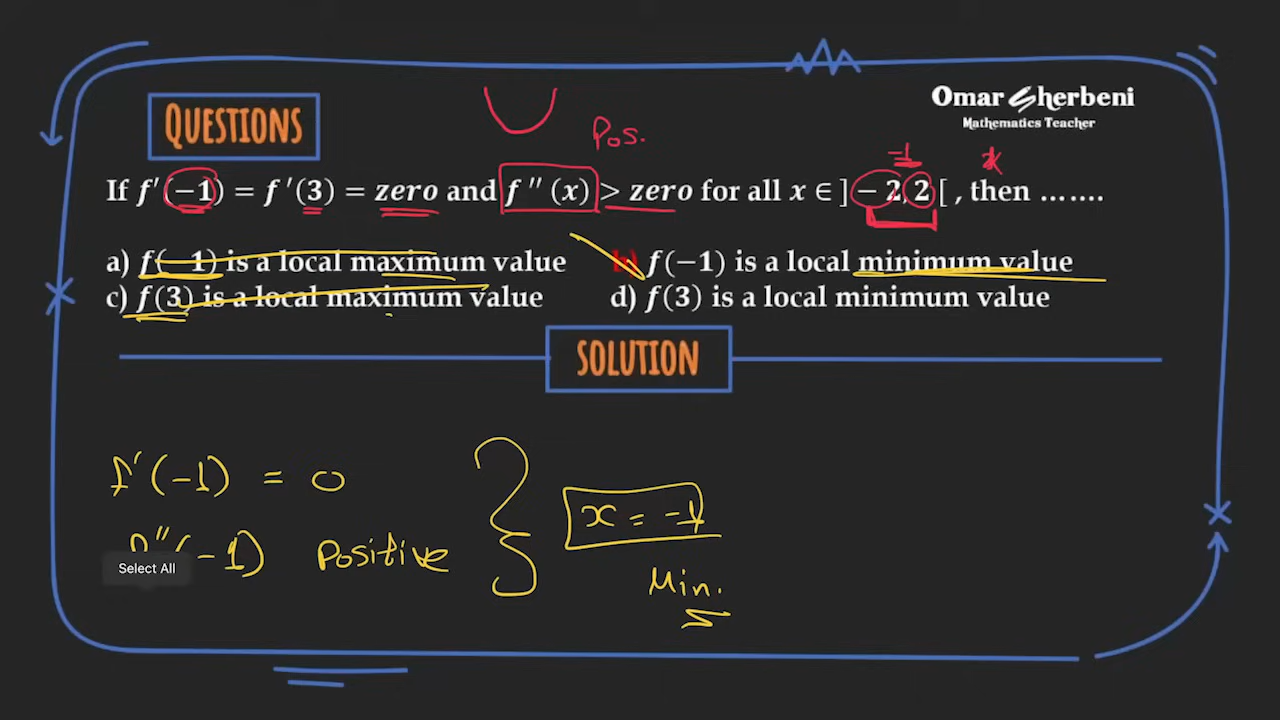 Omar Sherbeni
Mathematics Teacher
QUESTIONS
Pos.
-1
If f′(−1) = f′(3) = zero and f″(x) > zero for all x ∈ ]−2, 2[ , then .......
a) f(−1) is a local maximum value
b) f(−1) is a local minimum value
c) f(3) is a local maximum value
d) f(3) is a local minimum value
SOLUTION
f′(−1) = 0
f″(−1) Positive
x = −1
Min.
Select All